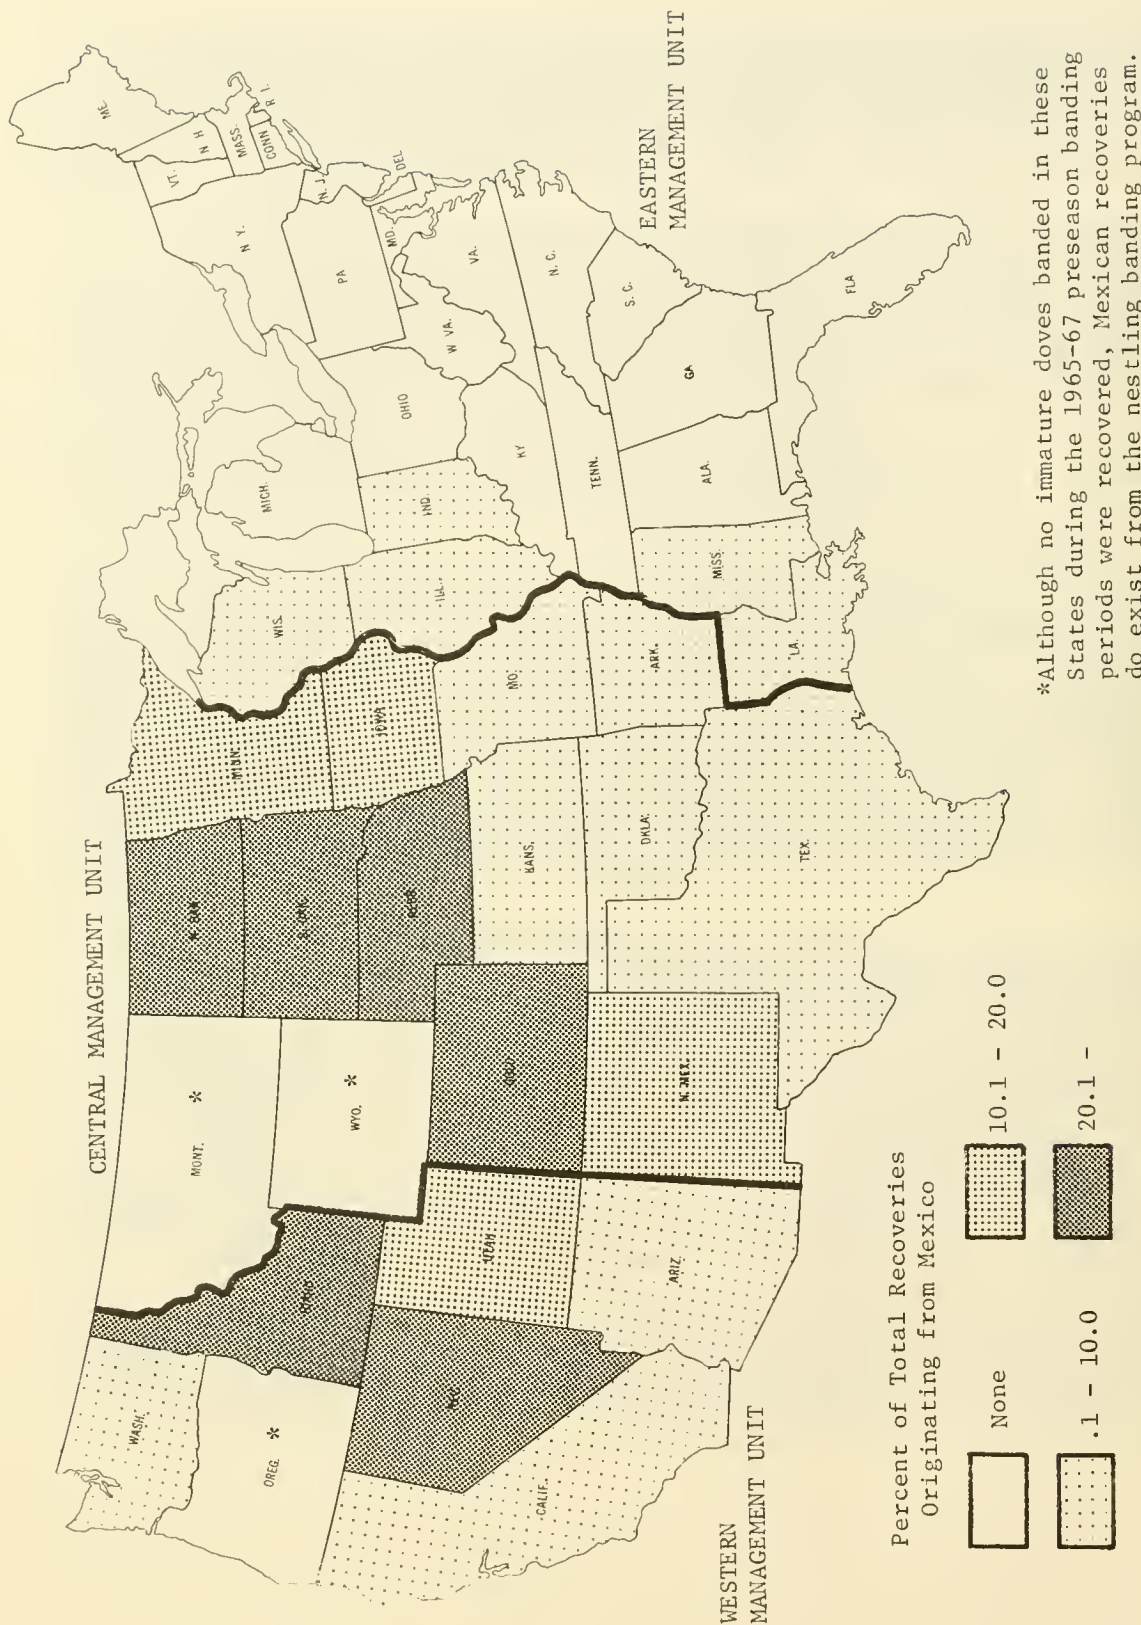 CENTRAL MANAGEMENT UNIT
EASTERN
MANAGEMENT UNIT
WESTERN
MANAGEMENT UNIT
WASH.
OREG. *
CALIF.
NEV.
IDAHO
UTAH
ARIZ.
MONT. *
WYO. *
COLO
N. MEX.
N. DAK
S. DAK.
NEBR
KANS.
OKLA.
TEX.
MINN.
IOWA
MO.
ARK.
LA.
WIS.
ILL.
MICH.
IND.
OHIO
KY
TENN.
MISS.
ALA.
GA
FLA
S. C.
N. C.
VA.
W VA.
MD.
DEL
PA
N. J.
N Y.
CONN
R I.
MASS.
VT.
N H
ME
Percent of Total Recoveries
Originating from Mexico
None
10.1 - 20.0
.1 - 10.0
20.1 -
*Although no immature doves banded in these
States during the 1965-67 preseason banding
periods were recovered, Mexican recoveries
do exist from the nestling banding program.